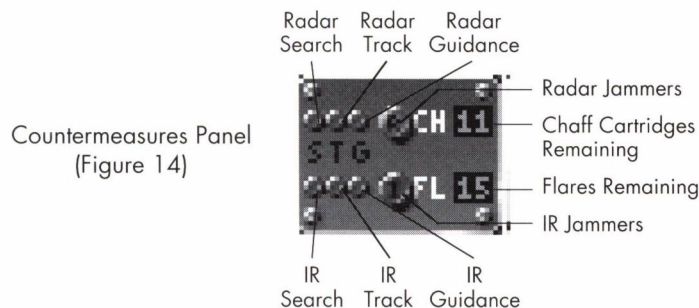 Radar Search
Radar Track
Radar Guidance
Radar Jammers
CH 11
Chaff Cartridges
Remaining
Countermeasures Panel
(Figure 14)
S T G
FL 15
Flares Remaining
IR Jammers
IR Search
IR Track
IR Guidance